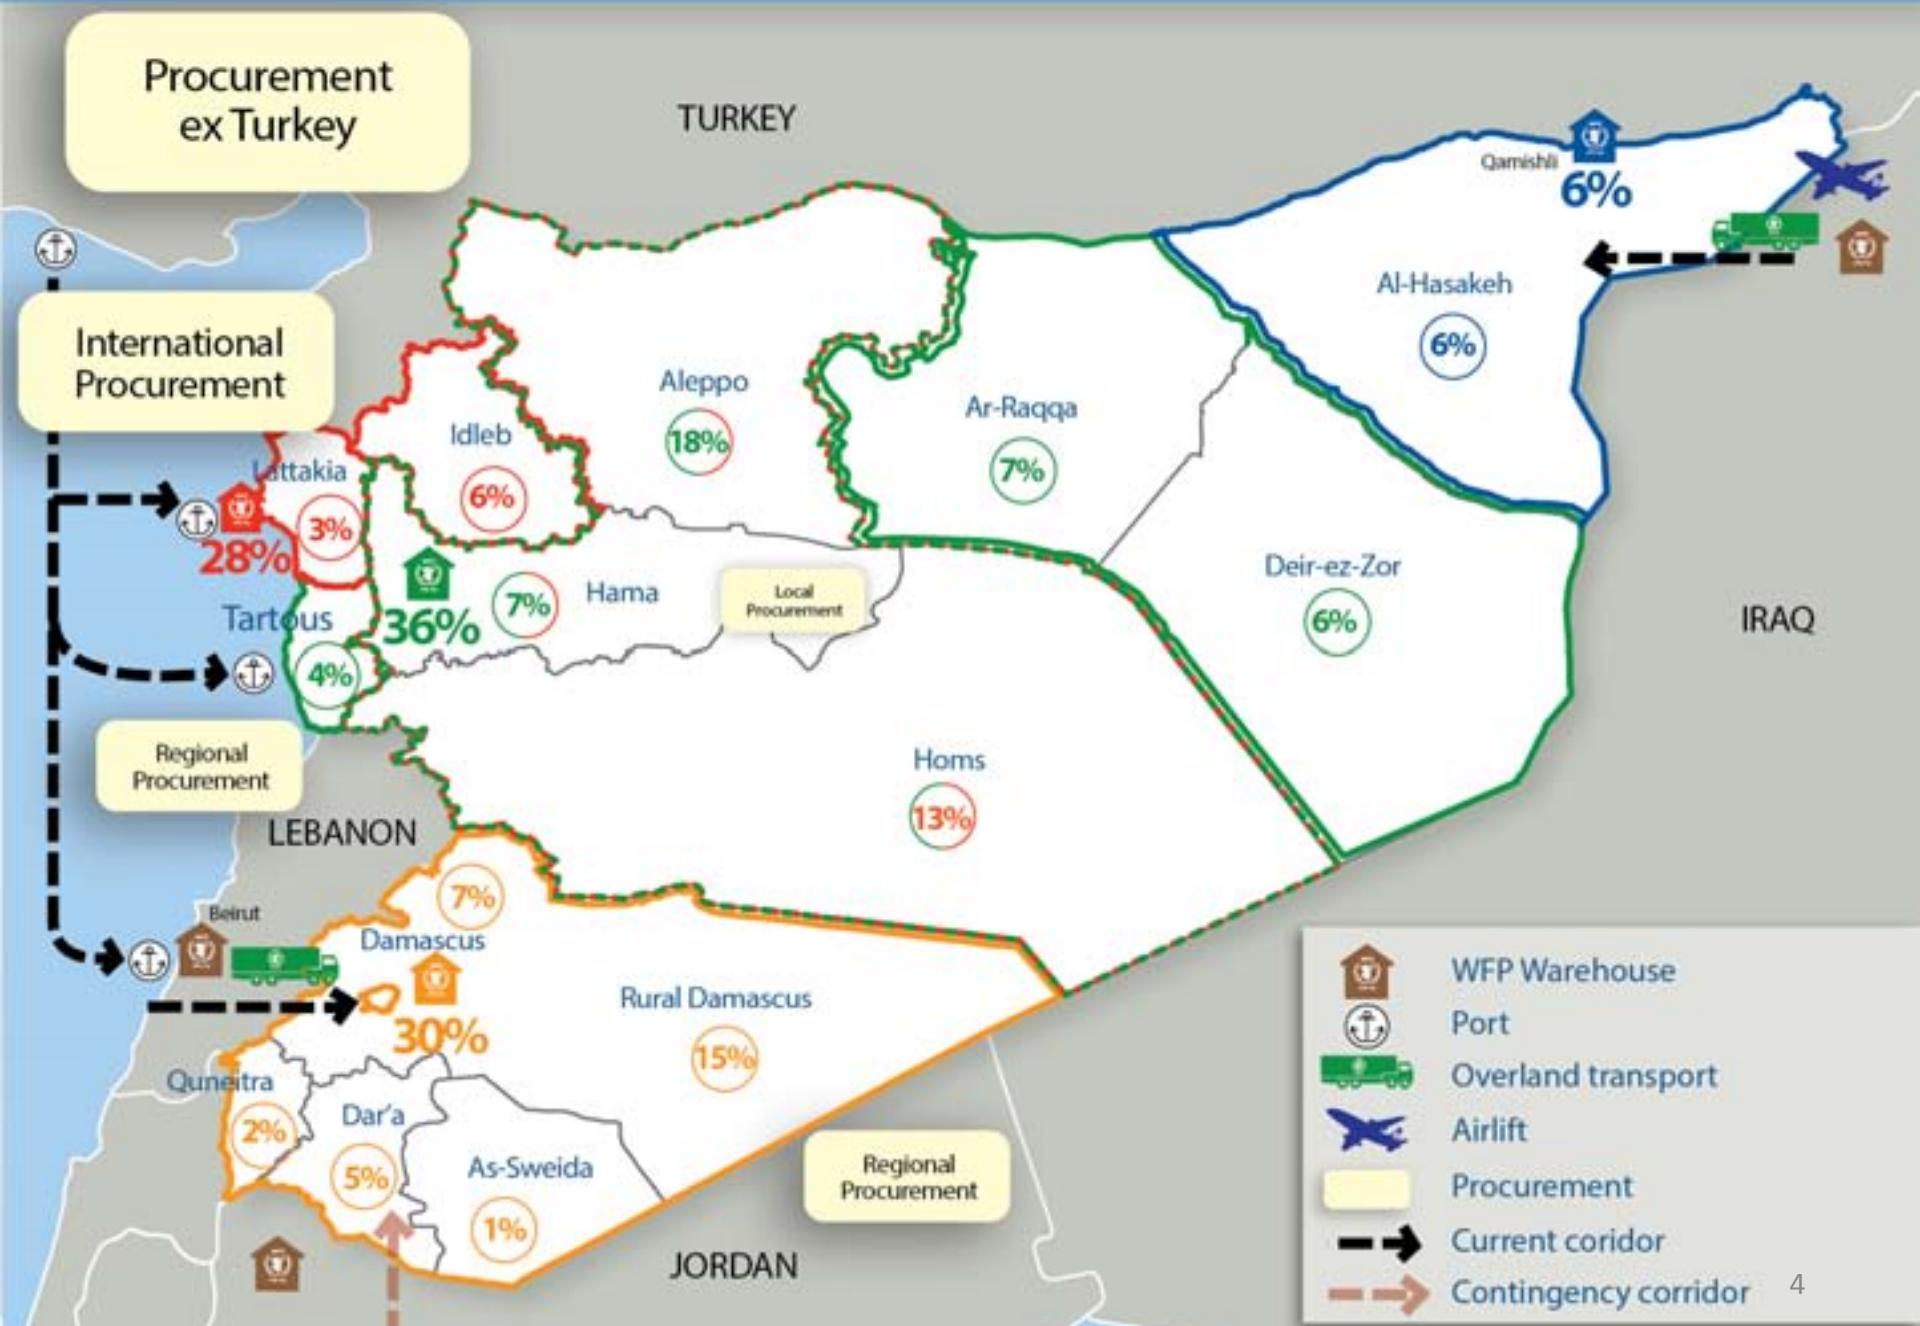 Procurement
ex Turkey
TURKEY
Qamishli
6%
International
Procurement
Al-Hasakeh
6%
Aleppo
18%
Ar-Raqqa
7%
Idleb
6%
Lattakia
3%
28%
Deir-ez-Zor
6%
Hama
7%
36%
Local
Procurement
IRAQ
Tartous
4%
Regional
Procurement
Homs
13%
LEBANON
7%
Beirut
Damascus
30%
Rural Damascus
15%
Quneitra
2%
Dar'a
5%
As-Sweida
1%
Regional
Procurement
JORDAN
WFP Warehouse
Port
Overland transport
Airlift
Procurement
Current coridor
Contingency corridor
4